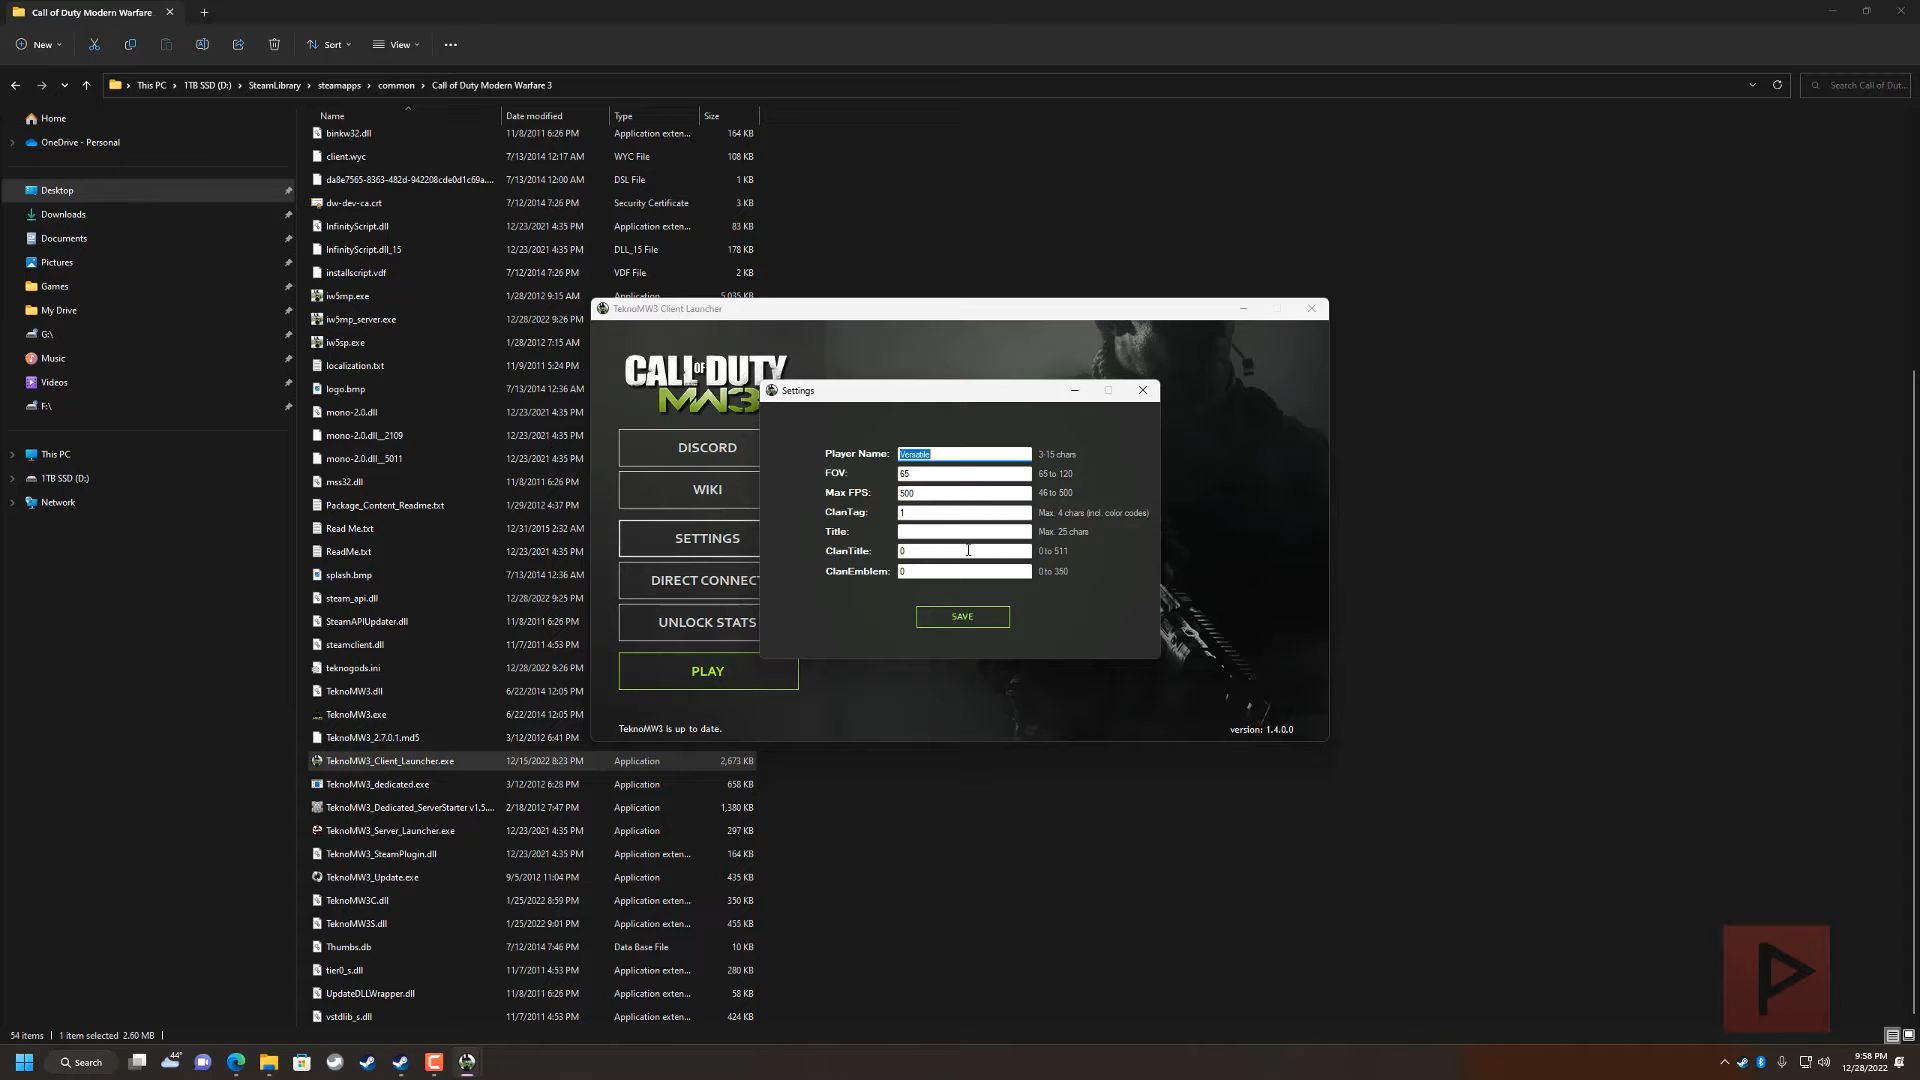 Call of Duty Modern Warfare
New
Sort
View
This PC
1TB SSD (D:)
SteamLibrary
steamapps
common
Call of Duty Modern Warfare 3
Search Call of Dut...
Home
OneDrive - Personal
Desktop
Downloads
Documents
Pictures
Games
My Drive
G:\
Music
Videos
F:\
This PC
1TB SSD (D:)
Network
Name Date modified Type Size
binkw32.dll 11/8/2011 6:26 PM Application exten... 164 KB
client.wyc 7/13/2014 12:17 AM WYC File 108 KB
da8e7565-8363-482d-942208cde0d1c69a.... 7/13/2014 12:00 AM DSL File 1 KB
dw-dev-ca.crt 7/12/2014 7:26 PM Security Certificate 3 KB
InfinityScript.dll 12/23/2021 4:35 PM Application exten... 83 KB
InfinityScript.dll_15 12/23/2021 4:35 PM DLL_15 File 178 KB
installscript.vdf 7/12/2014 7:26 PM VDF File 2 KB
iw5mp.exe 1/28/2012 9:15 AM Application 5,035 KB
iw5mp_server.exe 12/28/2022 9:26
iw5sp.exe 1/28/2012 7:15 AM
localization.txt 11/9/2011 5:24 PM
logo.bmp 7/13/2014 12:36 AM
mono-2.0.dll 12/23/2021 4:35 PM
mono-2.0.dll__2109 12/23/2021 4:35 PM
mono-2.0.dll__5011 12/23/2021 4:35 PM
mss32.dll 11/8/2011 6:26 PM
Package_Content_Readme.txt 1/29/2012 4:37 PM
Read Me.txt 12/31/2015 2:32 AM
ReadMe.txt 12/23/2021 4:35 PM
splash.bmp 7/13/2014 12:36 AM
steam_api.dll 12/28/2022 9:25 PM
SteamAPIUpdater.dll 11/8/2011 6:26 PM
steamclient.dll 11/7/2011 4:53 PM
teknogods.ini 12/28/2022 9:26 PM
TeknoMW3.dll 6/22/2014 12:05 PM
TeknoMW3.exe 6/22/2014 12:05 PM
TeknoMW3_2.7.0.1.md5 3/12/2012 6:41 PM
TeknoMW3_Client_Launcher.exe 12/15/2022 8:23 PM Application 2,673 KB
TeknoMW3_dedicated.exe 3/12/2012 6:28 PM Application 658 KB
TeknoMW3_Dedicated_ServerStarter v1.5.... 2/18/2012 7:47 PM Application 1,380 KB
TeknoMW3_Server_Launcher.exe 12/23/2021 4:35 PM Application 297 KB
TeknoMW3_SteamPlugin.dll 12/23/2021 4:35 PM Application exten... 164 KB
TeknoMW3_Update.exe 9/5/2012 11:04 PM Application 435 KB
TeknoMW3C.dll 1/25/2022 8:59 PM Application exten... 350 KB
TeknoMW3S.dll 1/25/2022 9:01 PM Application exten... 455 KB
Thumbs.db 7/12/2014 7:46 PM Data Base File 10 KB
tier0_s.dll 11/7/2011 4:53 PM Application exten... 280 KB
UpdateDLLWrapper.dll 11/8/2011 6:26 PM Application exten... 58 KB
vstdlib_s.dll 11/7/2011 4:53 PM Application exten... 424 KB
TeknoMW3 Client Launcher
CALL OF DUTY
MW3
DISCORD
WIKI
SETTINGS
DIRECT CONNECT
UNLOCK STATS
PLAY
TeknoMW3 is up to date.
version: 1.4.0.0
Settings
Player Name: Versatile 3-15 chars
FOV: 65 65 to 120
Max FPS: 500 46 to 500
ClanTag: 1 Max. 4 chars (incl. color codes)
Title: Max. 25 chars
ClanTitle: 0 0 to 511
ClanEmblem: 0 0 to 350
SAVE
54 items
1 item selected 2.60 MB
Search
44°
9:58 PM
12/28/2022